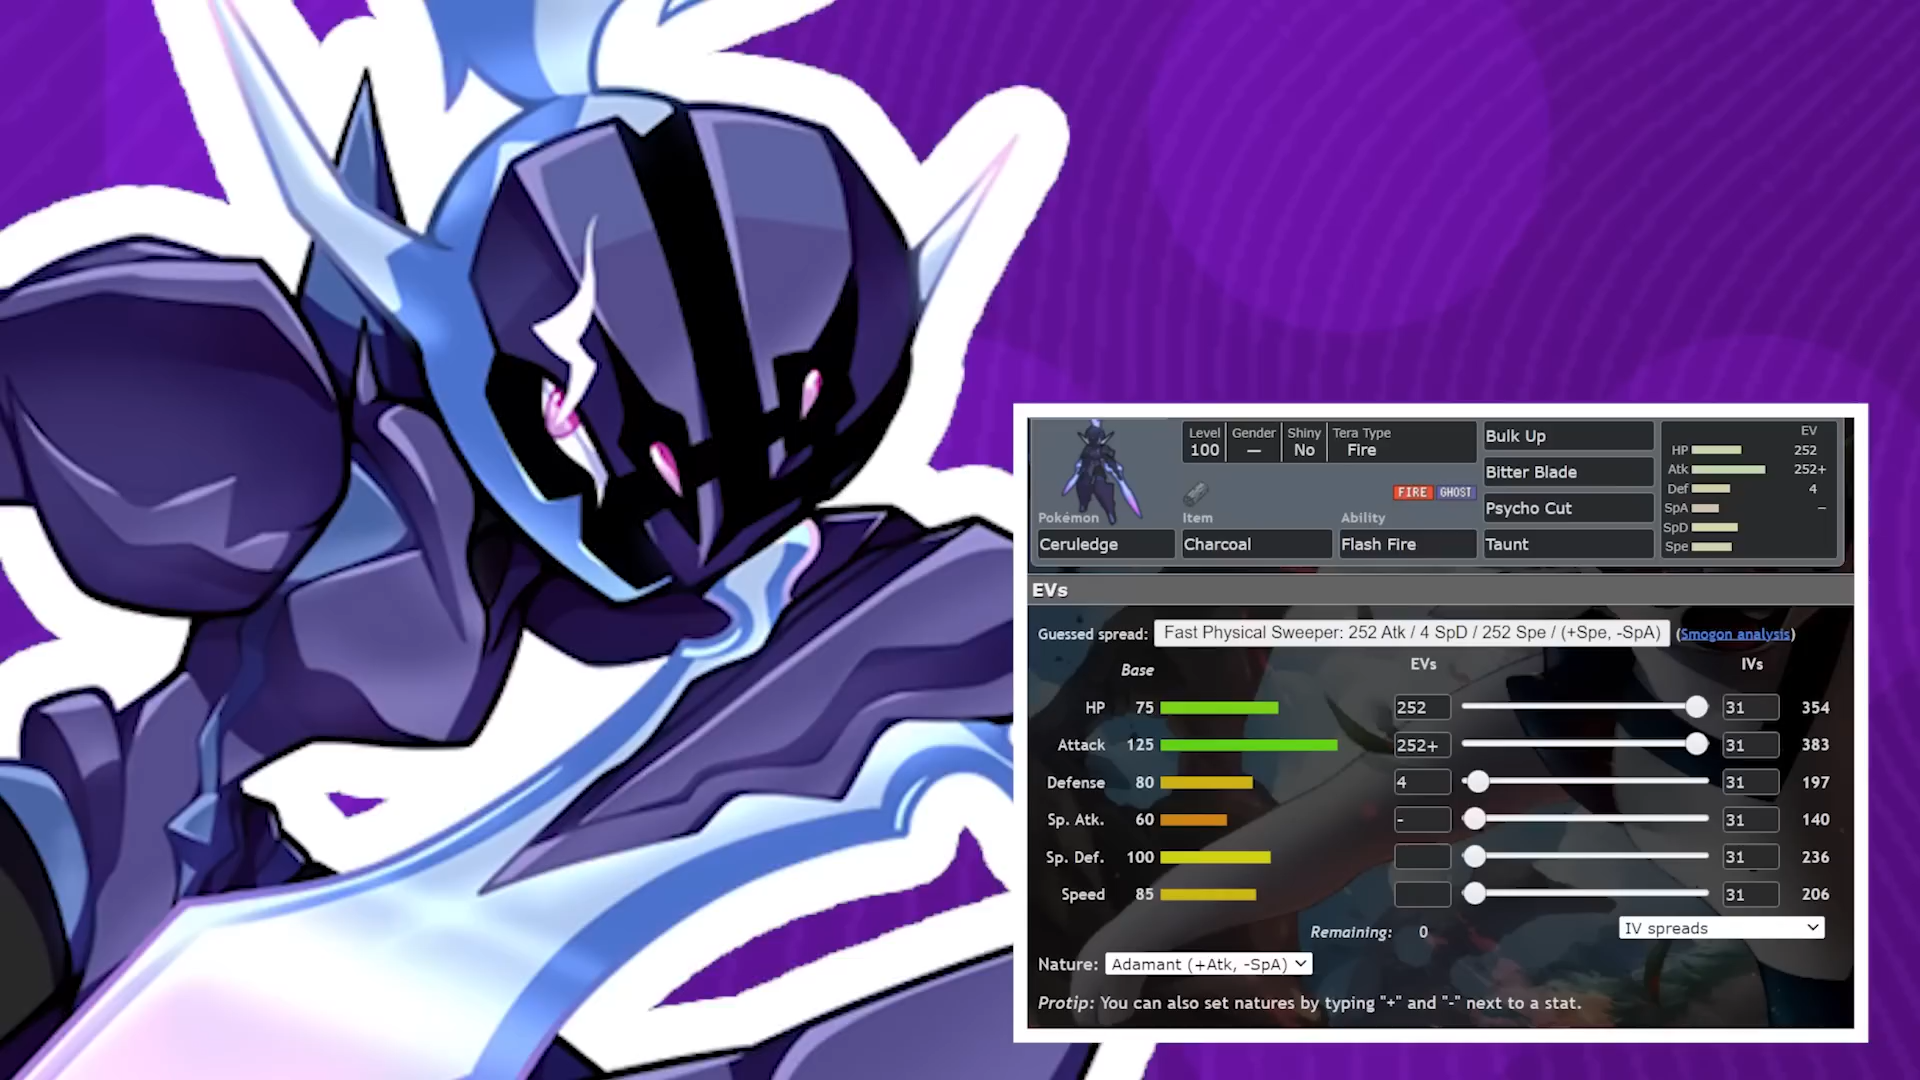 Level Gender Shiny Tera Type
100 — No Fire
FIRE GHOST
Pokémon Item Ability
Ceruledge Charcoal Flash Fire
Bulk Up
Bitter Blade
Psycho Cut
Taunt
EV
HP 252
Atk 252+
Def 4
SpA –
SpD
Spe
EVs
Guessed spread: Fast Physical Sweeper: 252 Atk / 4 SpD / 252 Spe / (+Spe, -SpA) (Smogon analysis)
Base EVs IVs
HP 75 252 31 354
Attack 125 252+ 31 383
Defense 80 4 31 197
Sp. Atk. 60 - 31 140
Sp. Def. 100 31 236
Speed 85 31 206
Remaining: 0 IV spreads
Nature: Adamant (+Atk, -SpA)
Protip: You can also set natures by typing "+" and "-" next to a stat.